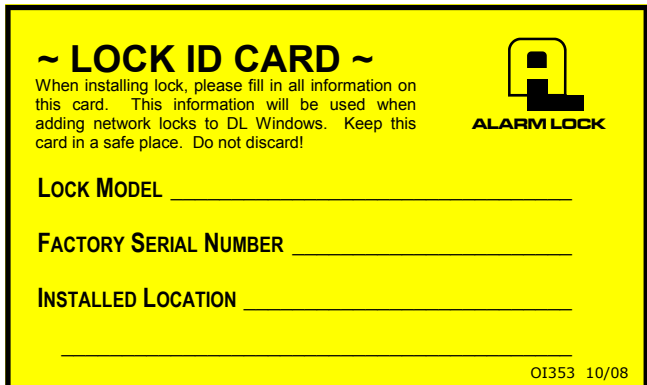 ~ LOCK ID CARD ~
When installing lock, please fill in all information on
this card. This information will be used when
adding network locks to DL Windows. Keep this
card in a safe place. Do not discard!
ALARM LOCK
LOCK MODEL
FACTORY SERIAL NUMBER
INSTALLED LOCATION
OI353 10/08